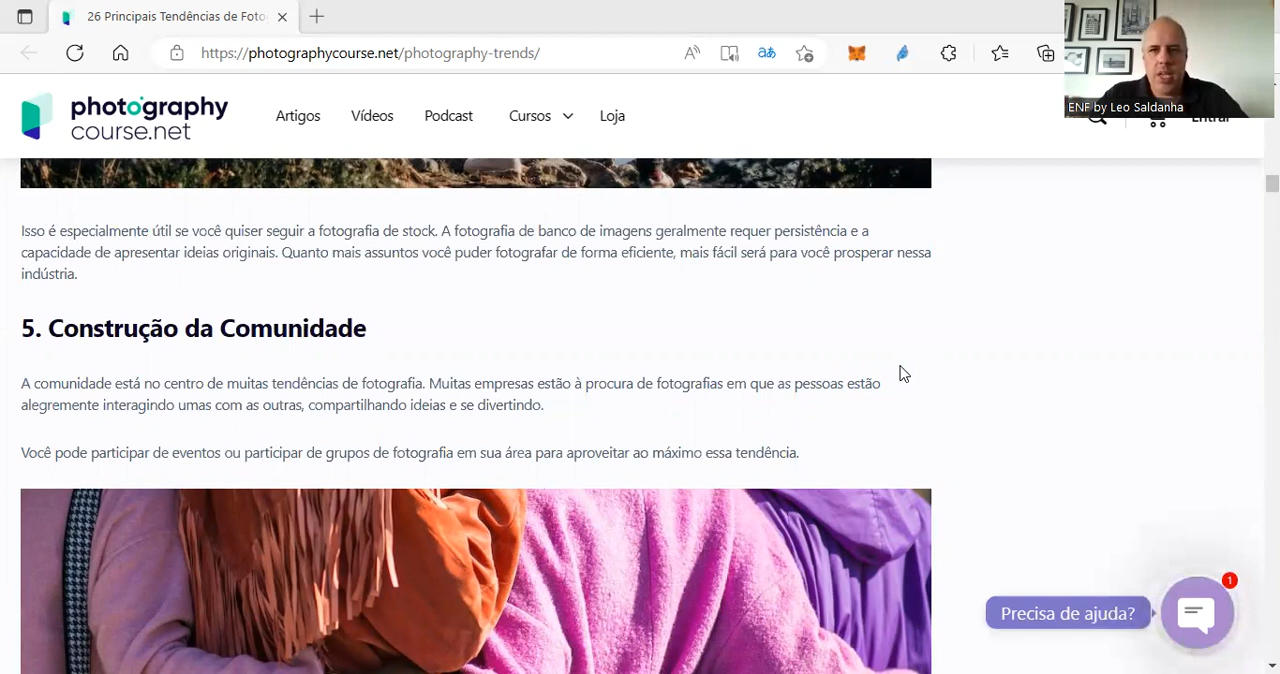 26 Principais Tendências de Foto
https://photographycourse.net/photography-trends/
ENF by Leo Saldanha
photography
course.net
Artigos
Vídeos
Podcast
Cursos
Loja
Entrar
Isso é especialmente útil se você quiser seguir a fotografia de stock. A fotografia de banco de imagens geralmente requer persistência e a
capacidade de apresentar ideias originais. Quanto mais assuntos você puder fotografar de forma eficiente, mais fácil será para você prosperar nessa
indústria.
5. Construção da Comunidade
A comunidade está no centro de muitas tendências de fotografia. Muitas empresas estão à procura de fotografias em que as pessoas estão
alegremente interagindo umas com as outras, compartilhando ideias e se divertindo.
Você pode participar de eventos ou participar de grupos de fotografia em sua área para aproveitar ao máximo essa tendência.
1
Precisa de ajuda?